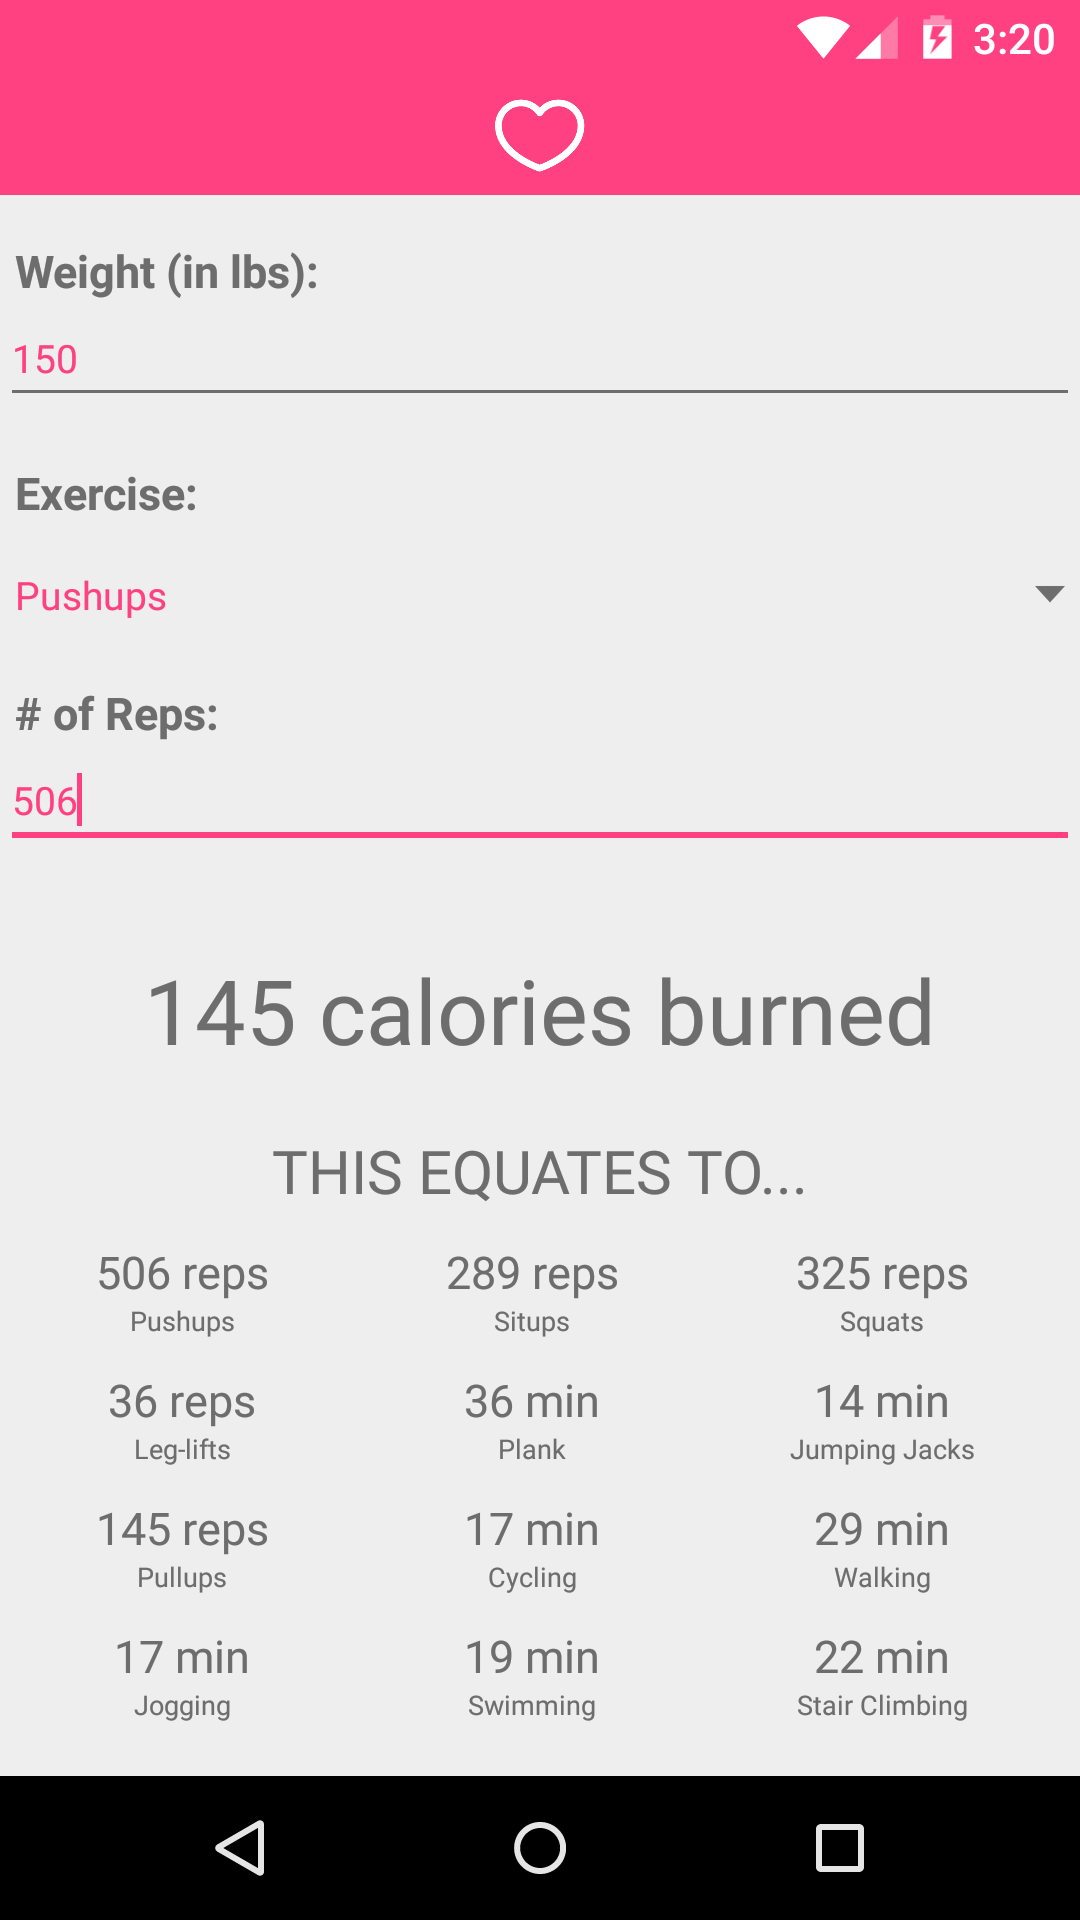 3:20
Weight (in lbs):
150
Exercise:
Pushups
# of Reps:
506
145 calories burned
THIS EQUATES TO...
506 reps 289 reps 325 reps
Pushups Situps Squats
36 reps 36 min 14 min
Leg-lifts Plank Jumping Jacks
145 reps 17 min 29 min
Pullups Cycling Walking
17 min 19 min 22 min
Jogging Swimming Stair Climbing